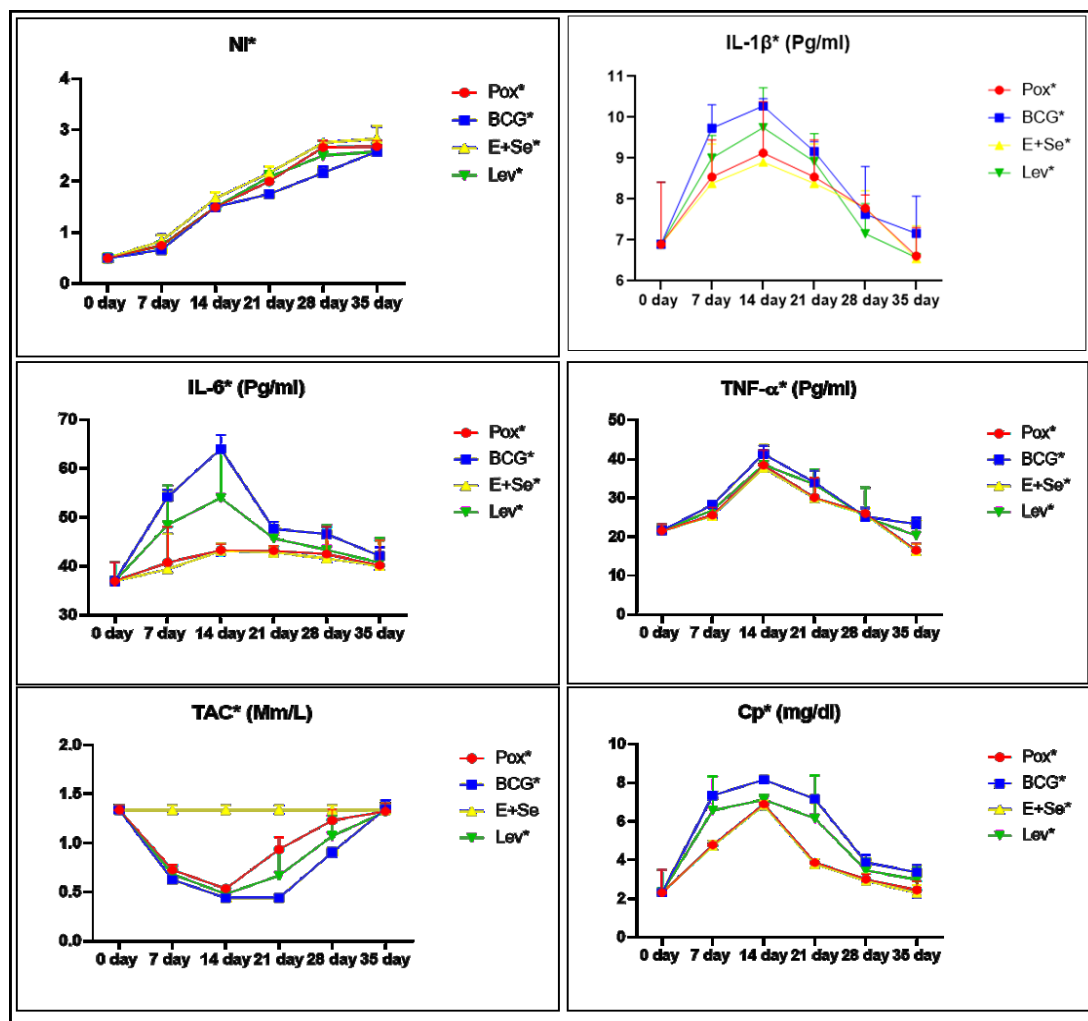 NI*
4
3
2
1
0
0 day 7 day 14 day 21 day 28 day 35 day
Pox*
BCG*
E+Se*
Lev*
IL-1β* (Pg/ml)
11
10
9
8
7
6
0 day 7 day 14 day 21 day 28 day 35 day
Pox*
BCG*
E+Se*
Lev*
IL-6* (Pg/ml)
70
60
50
40
30
0 day 7 day 14 day 21 day 28 day 35 day
Pox*
BCG*
E+Se*
Lev*
TNF-α* (Pg/ml)
50
40
30
20
10
0
0 day 7 day 14 day 21 day 28 day 35 day
Pox*
BCG*
E+Se*
Lev*
TAC* (Mm/L)
2.0
1.5
1.0
0.5
0.0
0 day 7 day 14 day 21 day 28 day 35 day
Pox*
BCG*
E+Se
Lev*
Cp* (mg/dl)
10
8
6
4
2
0
0 day 7 day 14 day 21 day 28 day 35 day
Pox*
BCG*
E+Se*
Lev*